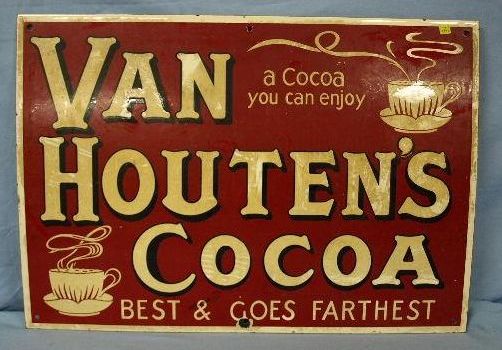 VAN
a Cocoa
you can enjoy
HOUTEN'S
COCOA
BEST & GOES FARTHEST